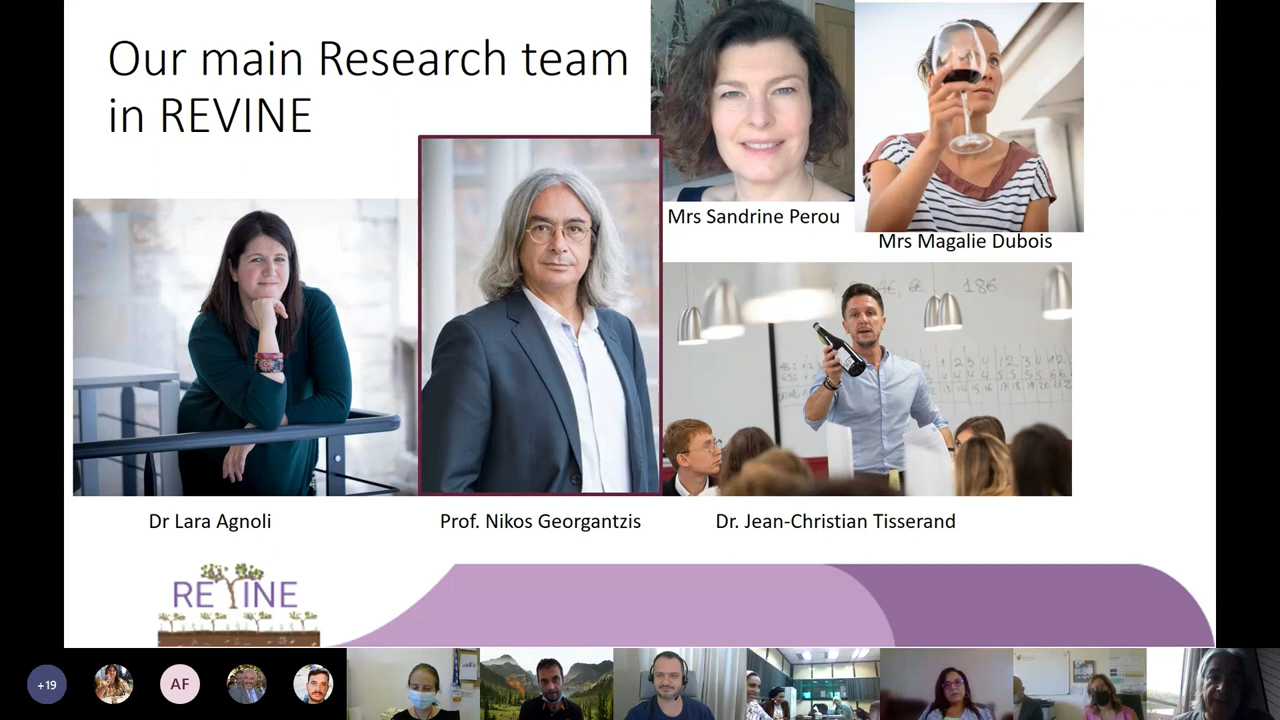 Our main Research team
in REVINE
Mrs Sandrine Perou
Mrs Magalie Dubois
186
Dr Lara Agnoli
Prof. Nikos Georgantzis
Dr. Jean-Christian Tisserand
REVINE
+19
AF